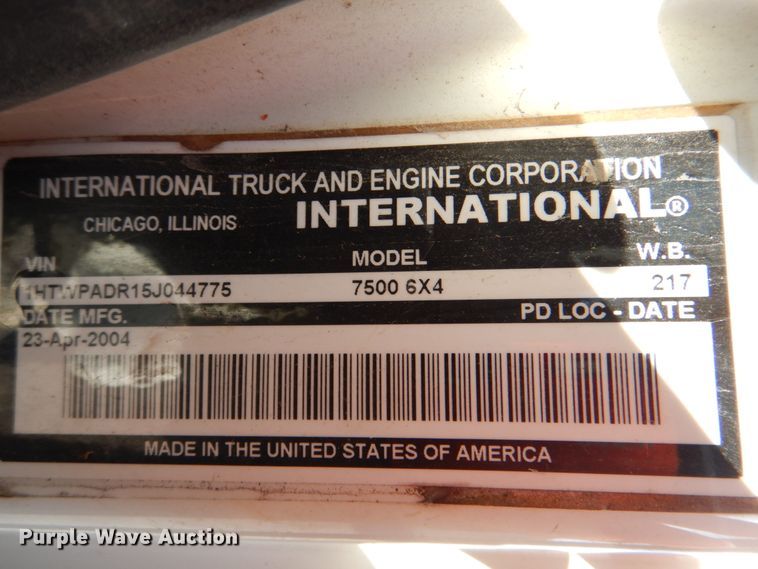 INTERNATIONAL TRUCK AND ENGINE CORPORATION
CHICAGO, ILLINOIS INTERNATIONAL®
VIN MODEL W.B.
1HTWPADR15J044775 7500 6X4 217
DATE MFG. PD LOC - DATE
23-Apr-2004
MADE IN THE UNITED STATES OF AMERICA
Purple Wave Auction